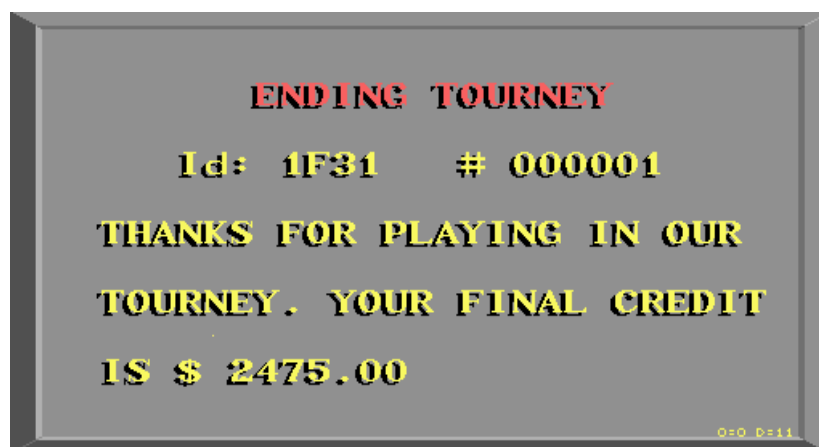 ENDING TOURNEY
Id: 1F31 # 000001
THANKS FOR PLAYING IN OUR
TOURNEY. YOUR FINAL CREDIT
IS $ 2475.00
O=O D=11